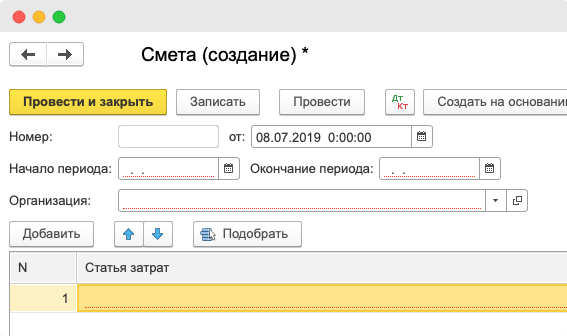 Смета (создание) *
Провести и закрыть Записать Провести Дт Кт Создать на основании
Номер: от: 08.07.2019 0:00:00
Начало периода: . . Окончание периода: . .
Организация:
Добавить Подобрать
N Статья затрат
1